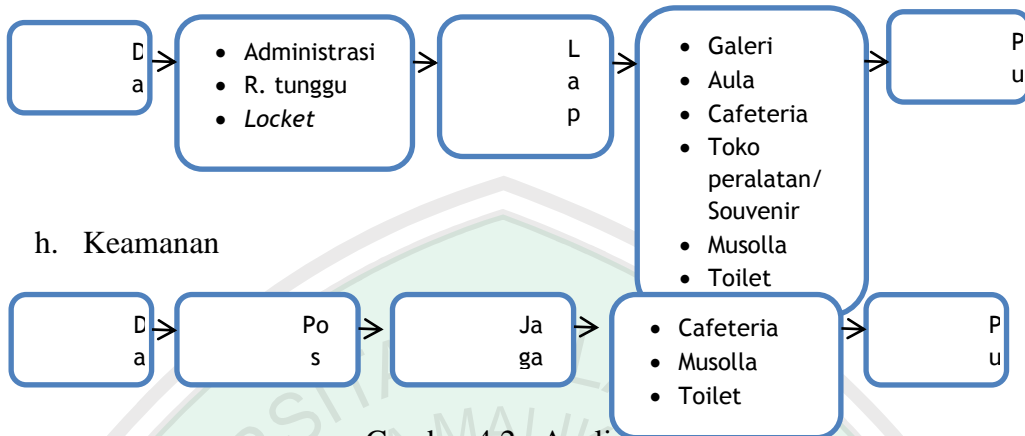 D
a
• Administrasi
• R. tunggu
• Locket
L
a
p
• Galeri
• Aula
• Cafeteria
• Toko
peralatan/
Souvenir
• Musolla
• Toilet
P
u
h. Keamanan
D
a
Po
s
Ja
ga
• Cafeteria
• Musolla
• Toilet
P
u